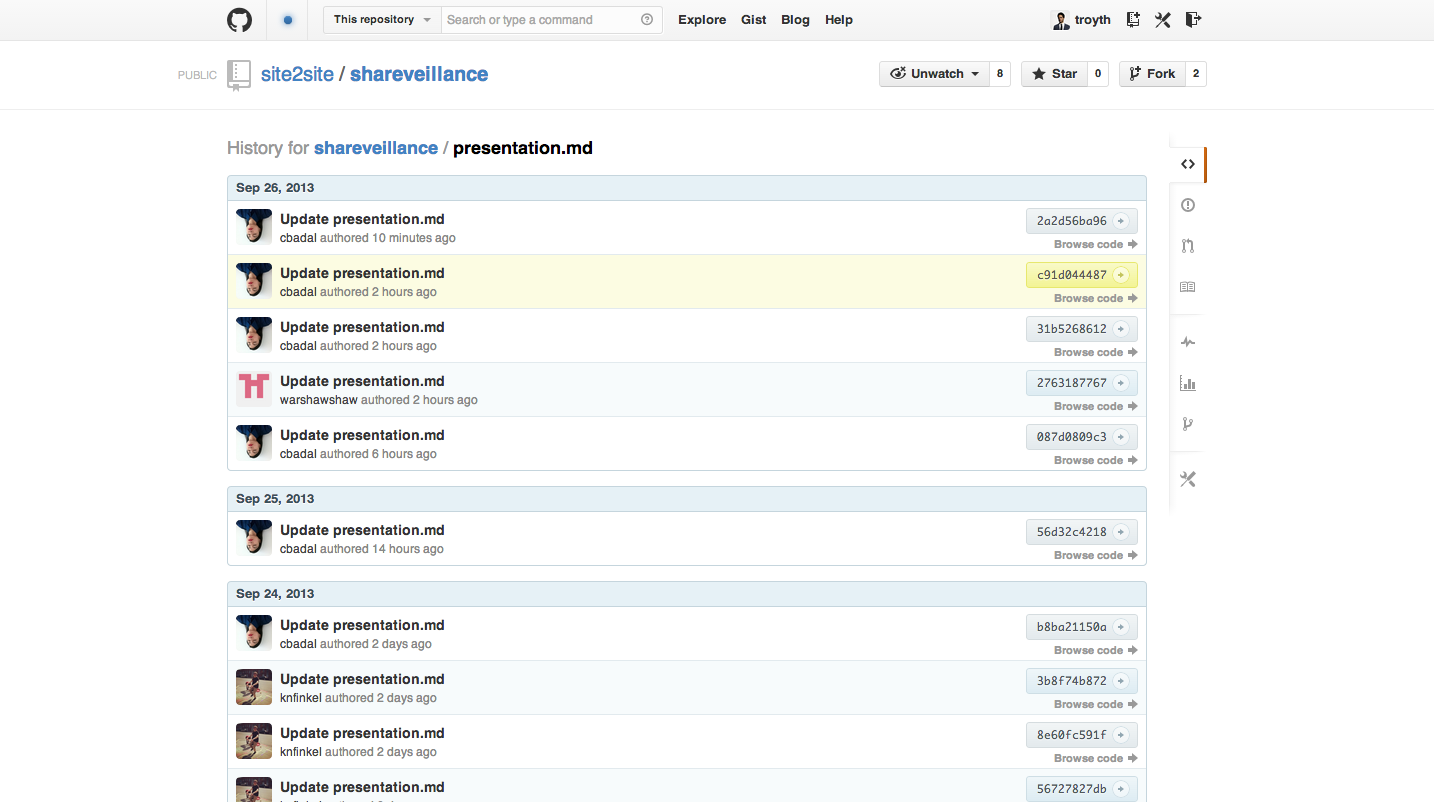 This repository Search or type a command Explore Gist Blog Help troyth
PUBLIC site2site / shareveillance Unwatch 8 Star 0 Fork 2
History for shareveillance / presentation.md
Sep 26, 2013
Update presentation.md 2a2d56ba96
cbadal authored 10 minutes ago Browse code
Update presentation.md c91d044487
cbadal authored 2 hours ago Browse code
Update presentation.md 31b5268612
cbadal authored 2 hours ago Browse code
Update presentation.md 2763187767
warshawshaw authored 2 hours ago Browse code
Update presentation.md 087d0809c3
cbadal authored 6 hours ago Browse code
Sep 25, 2013
Update presentation.md 56d32c4218
cbadal authored 14 hours ago Browse code
Sep 24, 2013
Update presentation.md b8ba21150a
cbadal authored 2 days ago Browse code
Update presentation.md 3b8f74b872
knfinkel authored 2 days ago Browse code
Update presentation.md 8e60fc591f
knfinkel authored 2 days ago Browse code
Update presentation.md 56727827db